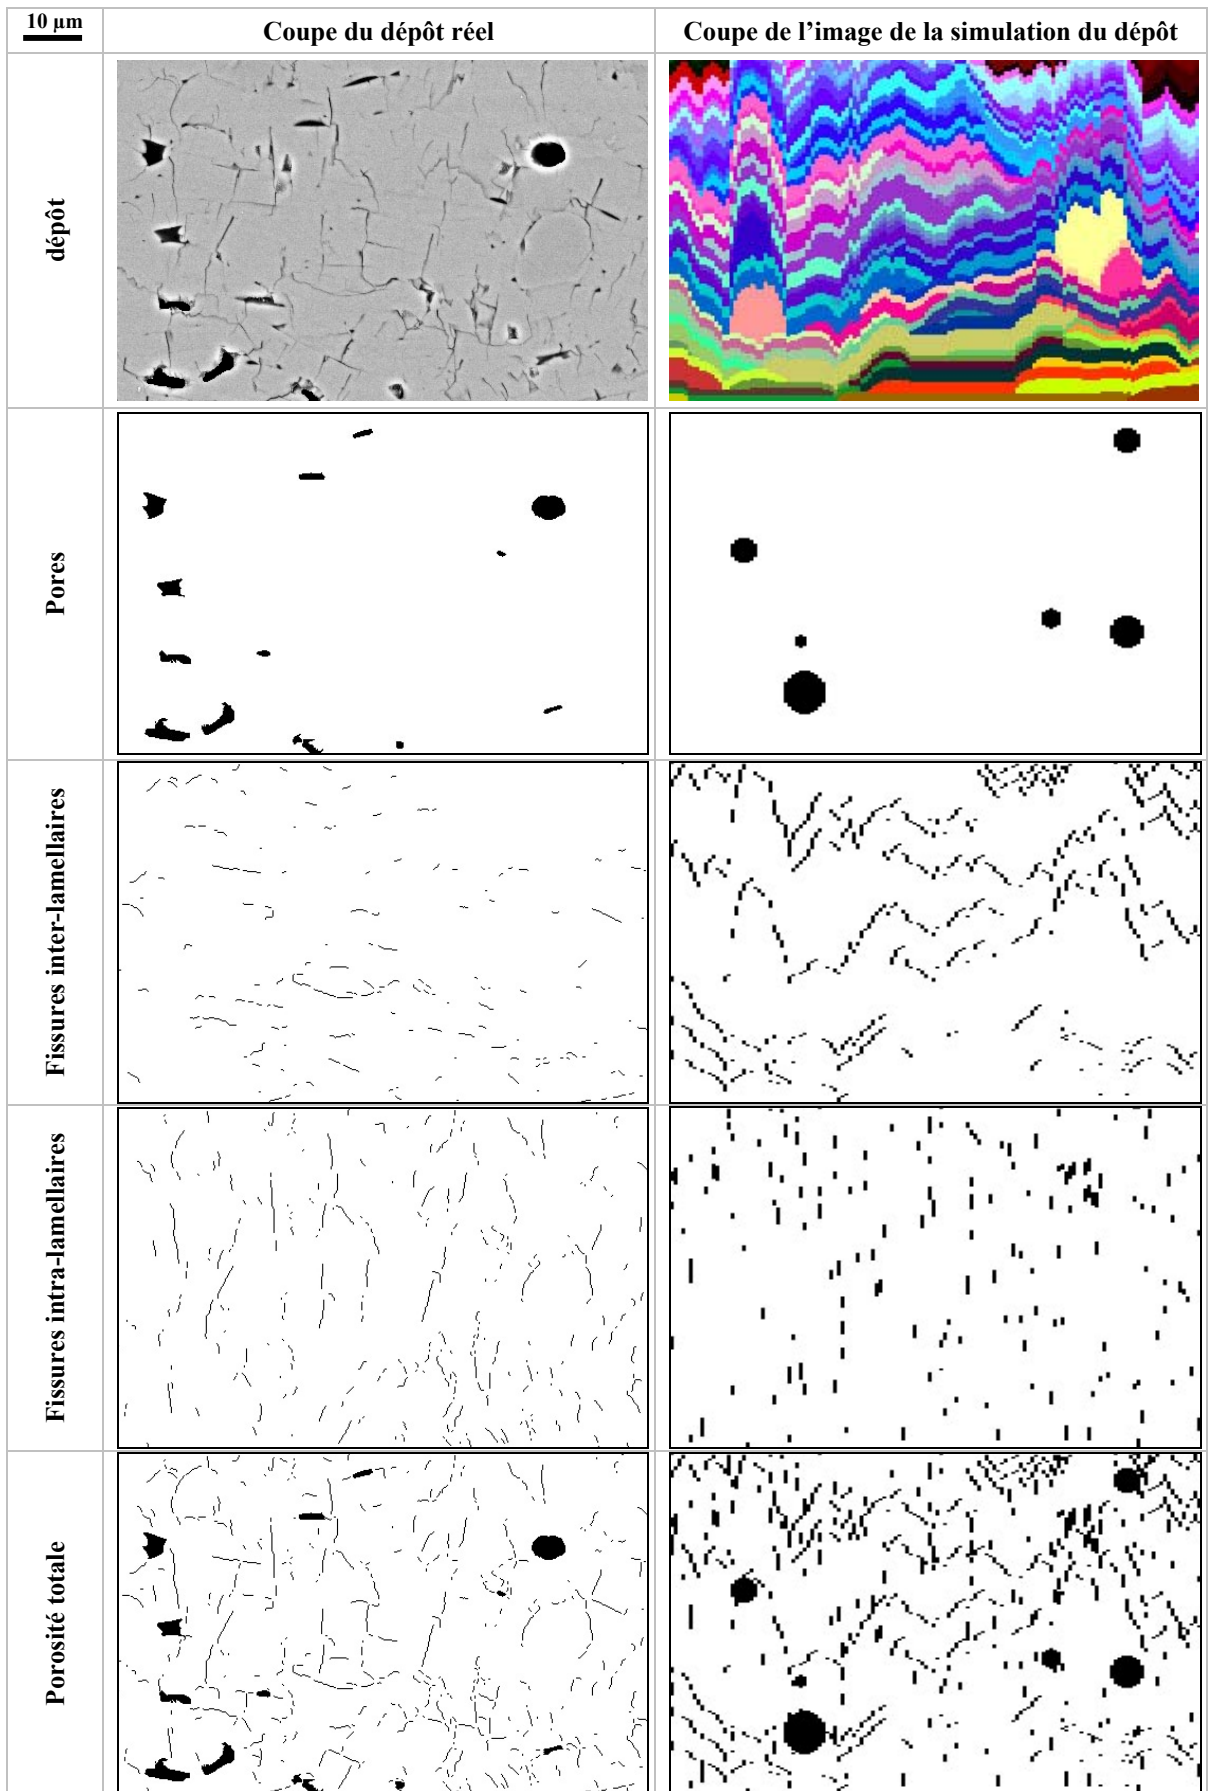 10 µm
Coupe du dépôt réel
Coupe de l’image de la simulation du dépôt
dépôt
Pores
Fissures inter-lamellaires
Fissures intra-lamellaires
Porosité totale